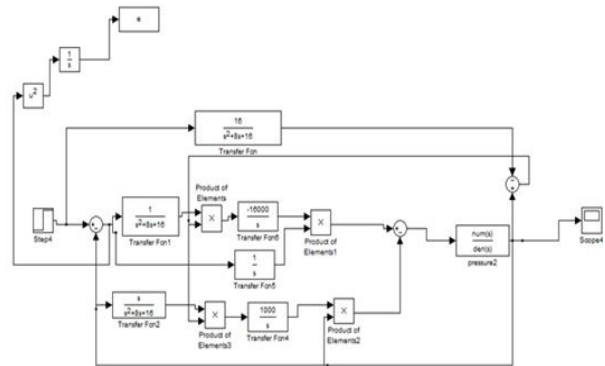 e
1
s
u²
16
s²+8s+16
Transfer Fcn
Product of
Elements
1
s²+8s+16
Transfer Fcn1
Step4
-16000
s
Transfer Fcn6
Product of
Elements1
1
s
Transfer Fcn5
num(s)
den(s)
pressure2
Scope4
s
s²+8s+16
Transfer Fcn2
Product of
Elements3
1000
s
Transfer Fcn4
Product of
Elements2